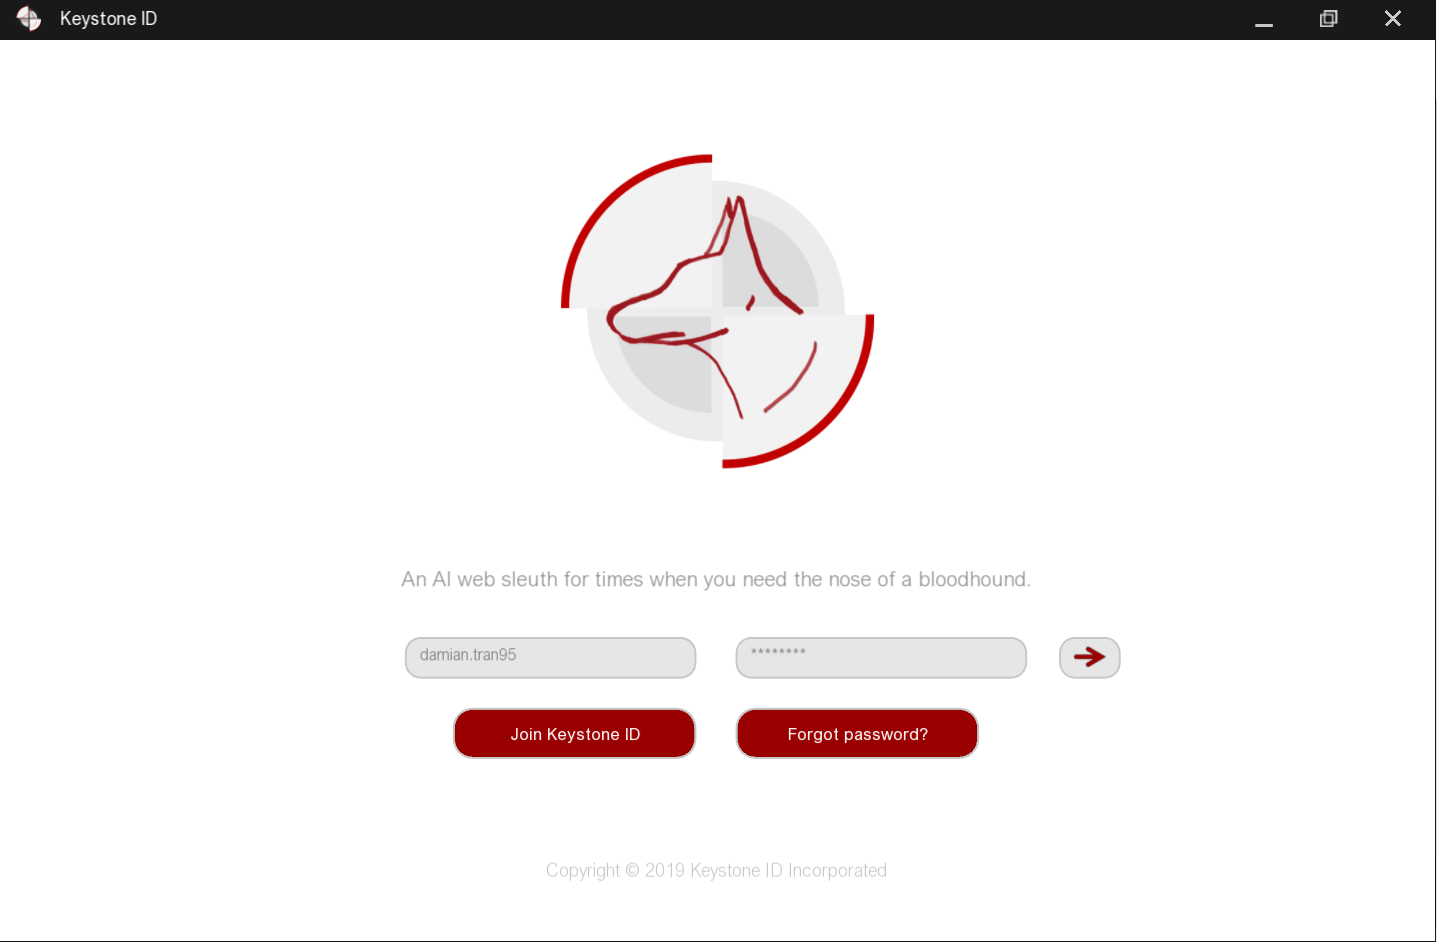 Keystone ID
An AI web sleuth for times when you need the nose of a bloodhound.
damian.tran95
********
Join Keystone ID
Forgot password?
Copyright © 2019 Keystone ID Incorporated